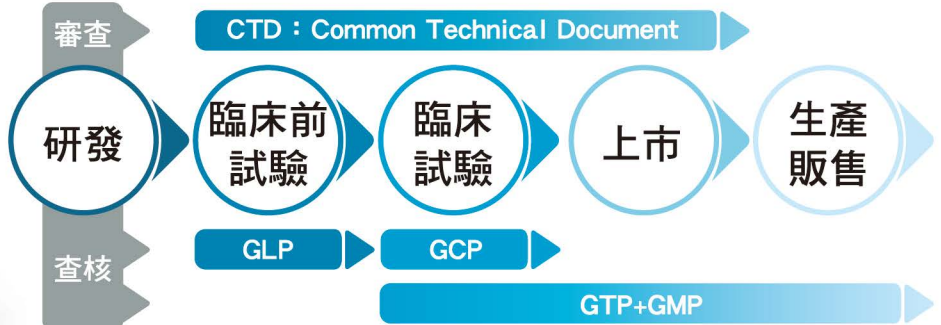 審查
CTD：Common Technical Document
研發
臨床前
試驗
臨床
試驗
上市
生產
販售
查核
GLP
GCP
GTP+GMP